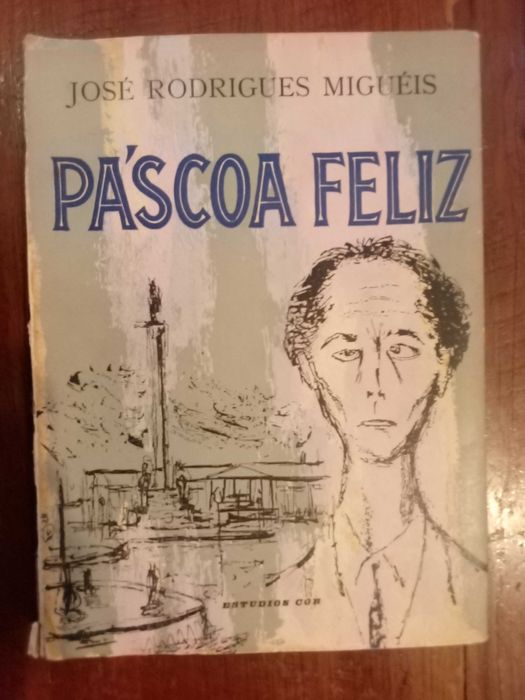 JOSÉ RODRIGUES MIGUÉIS
PÁSCOA FELIZ
ESTUDIOS COR